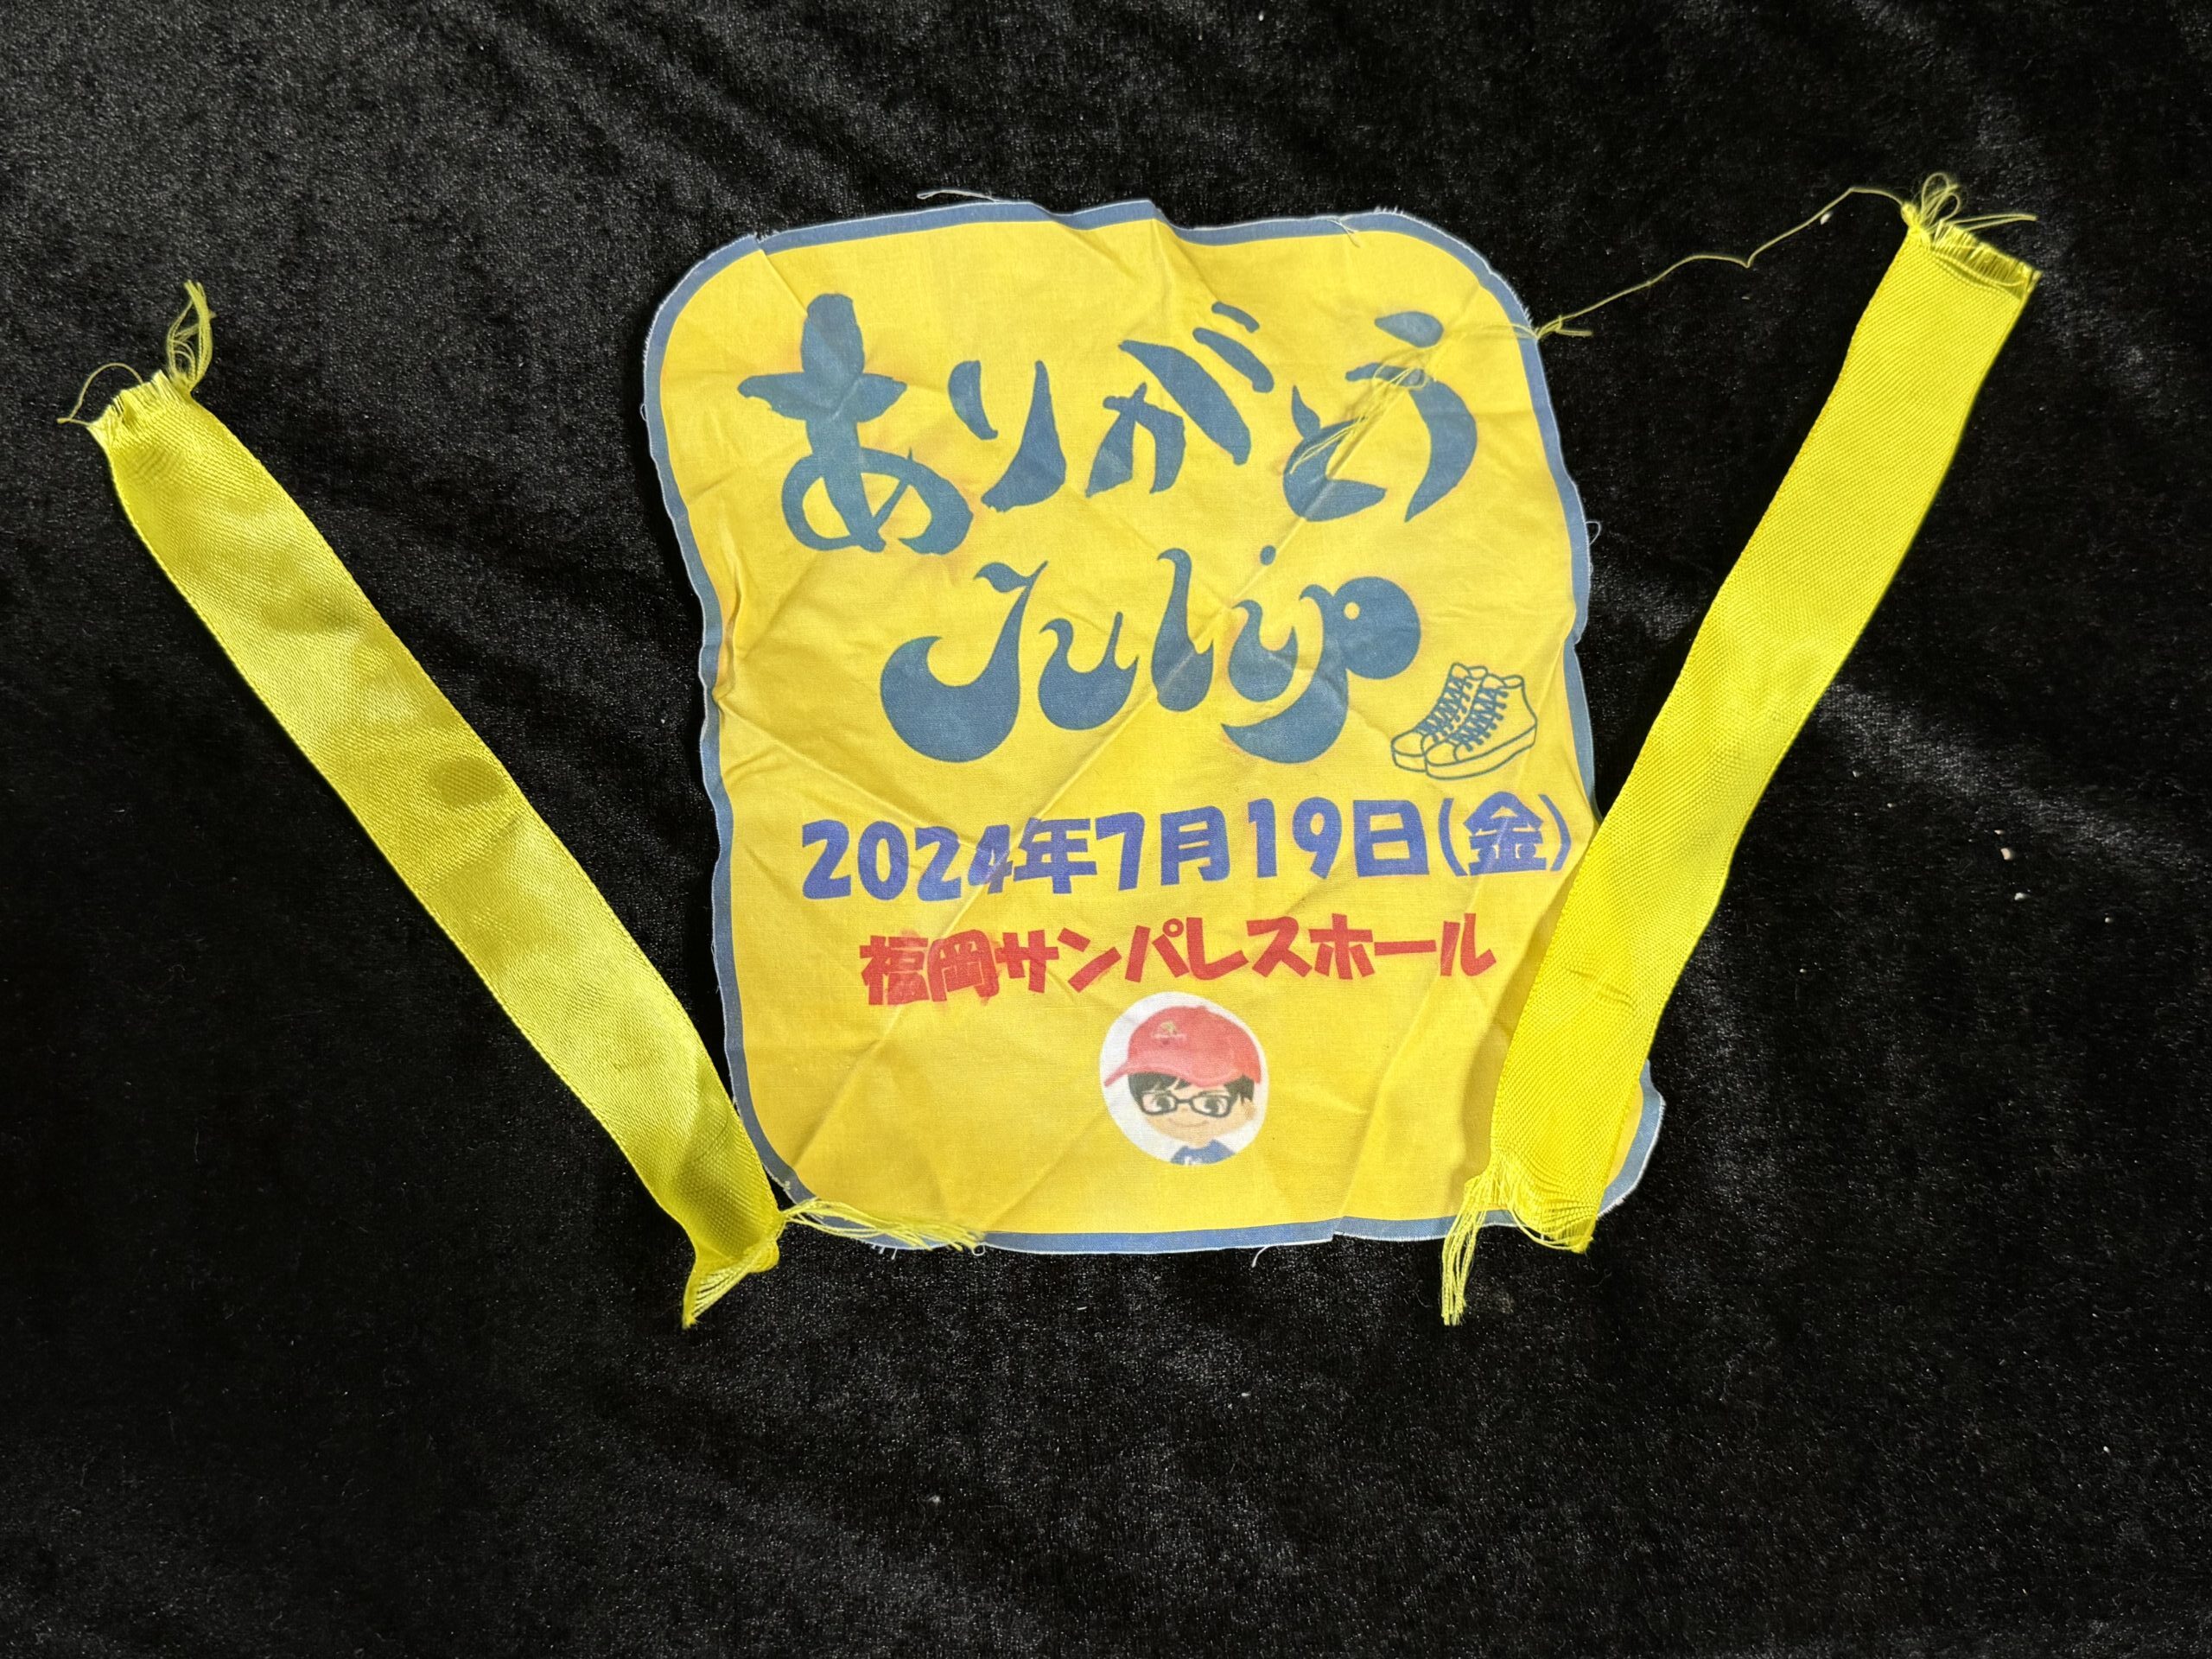 ありがとう
Julip
2024年7月19日(金)
福岡サンパレスホール